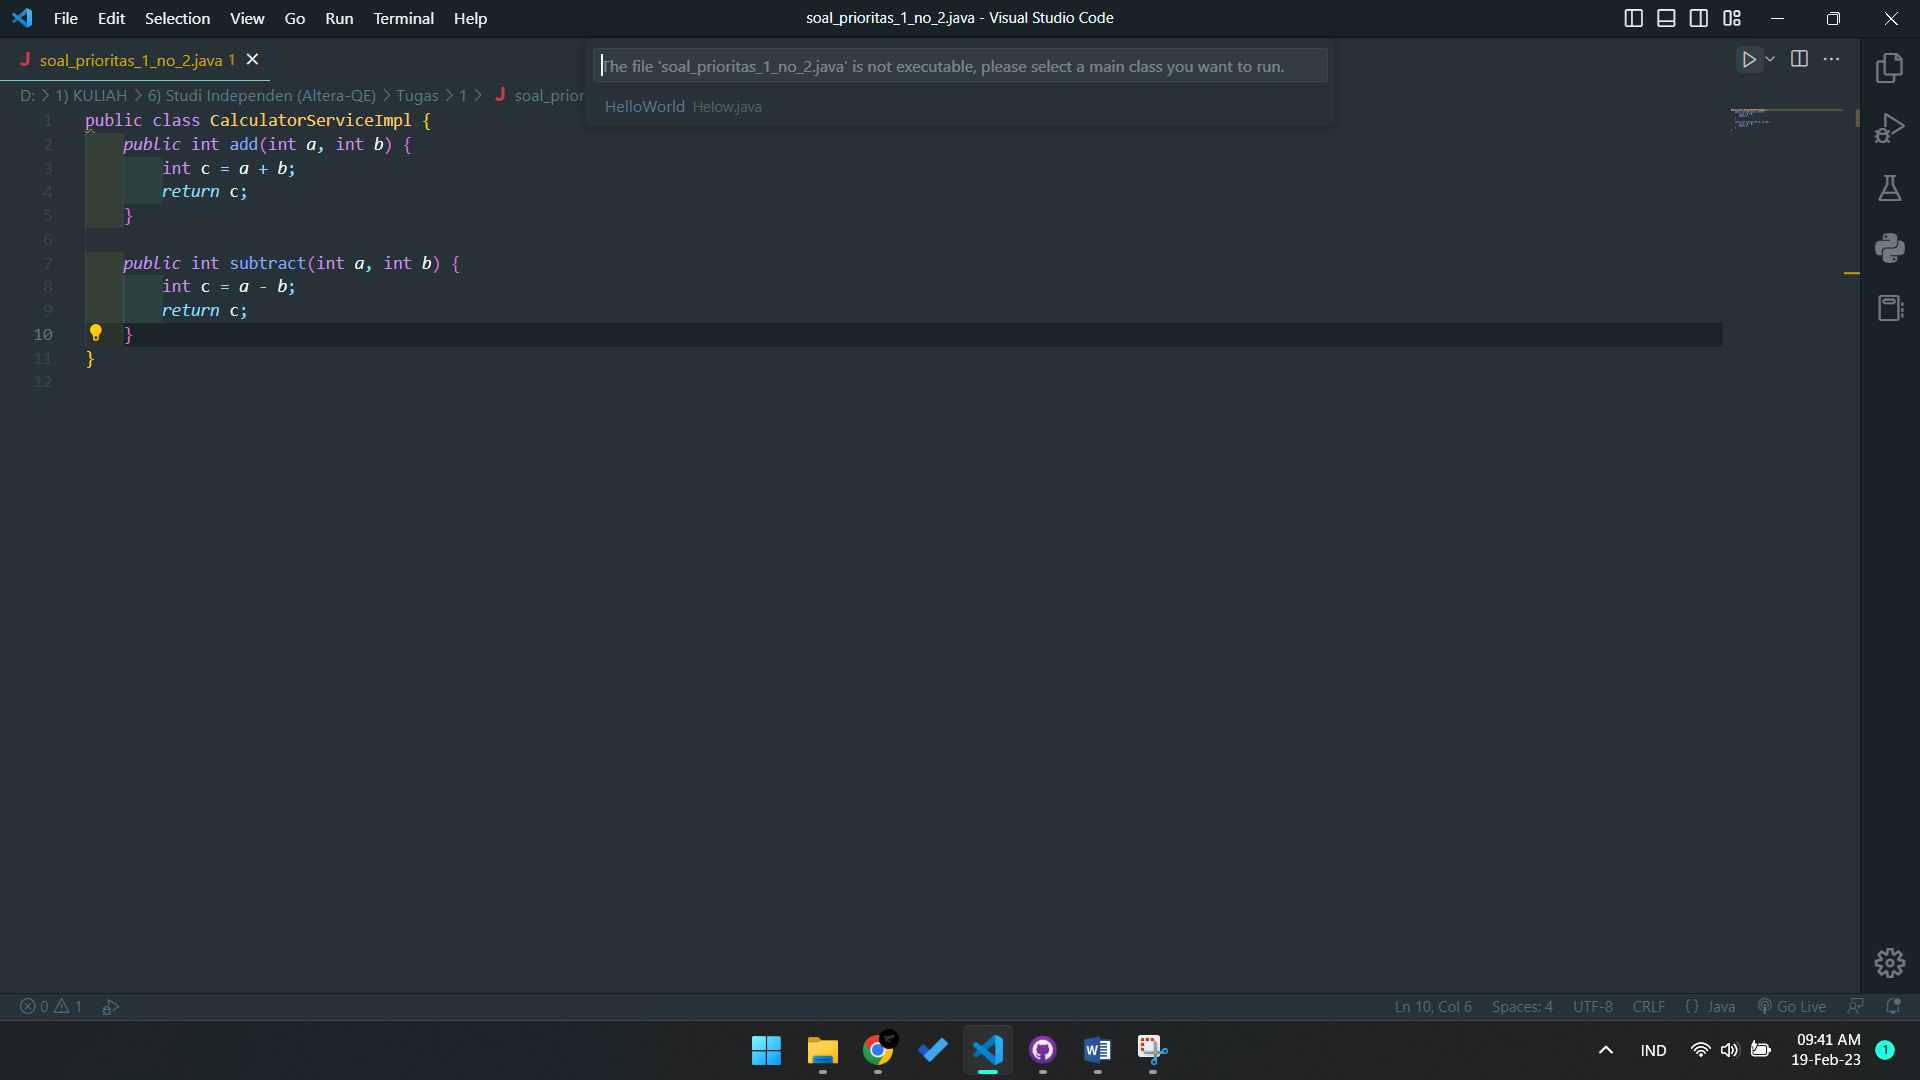 File Edit Selection View Go Run Terminal Help
soal_prioritas_1_no_2.java - Visual Studio Code
J soal_prioritas_1_no_2.java 1
The file 'soal_prioritas_1_no_2.java' is not executable, please select a main class you want to run.
HelloWorld Helow.java
D: > 1) KULIAH > 6) Studi Independen (Altera-QE) > Tugas > 1 > J soal_prior
1 public class CalculatorServiceImpl {
2 public int add(int a, int b) {
3 int c = a + b;
4 return c;
5 }
6
7 public int subtract(int a, int b) {
8 int c = a - b;
9 return c;
10 }
11 }
12
0 1
Ln 10, Col 6 Spaces: 4 UTF-8 CRLF {} Java Go Live
IND
09:41 AM
19-Feb-23
1